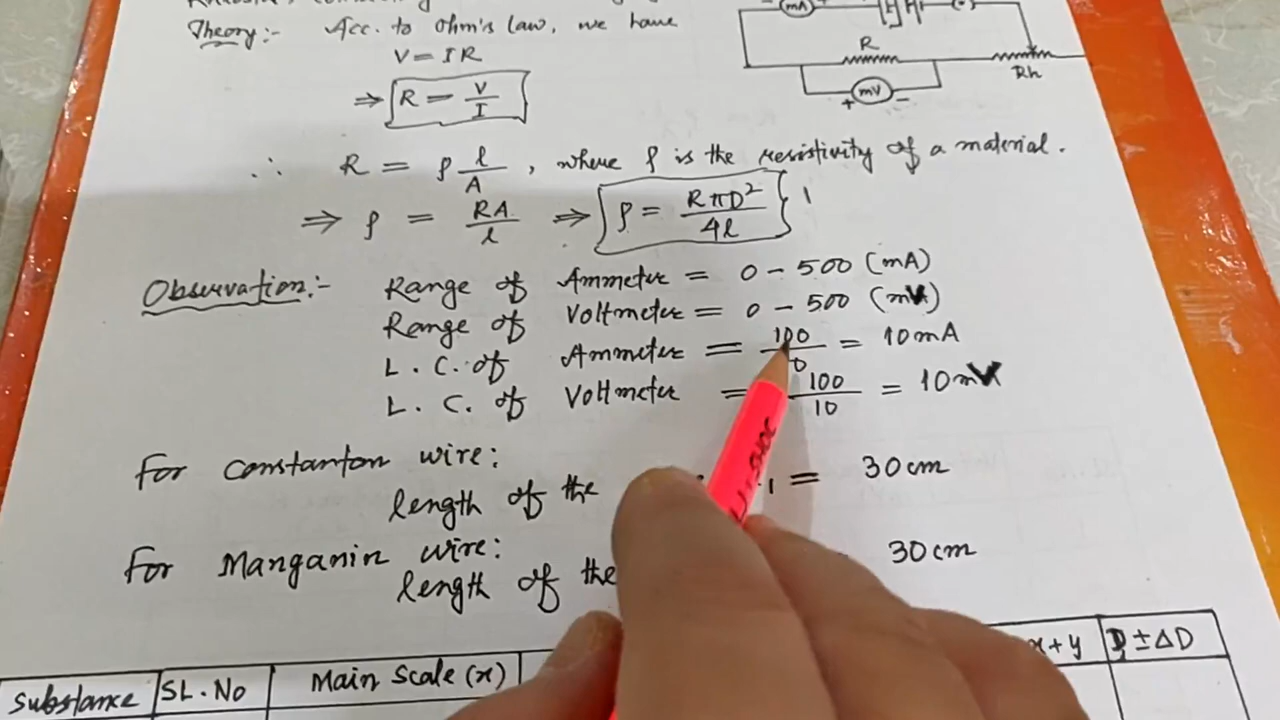 Theory:- Acc. to Ohm's law, we have
V = IR
⇒ R = V/I
∴ R = ρ l/A , where ρ is the resistivity of a material.
⇒ ρ = RA/l ⇒ ρ = RπD²/4l
mA
R
Rh
+ mV -
Observation:- Range of Ammeter = 0 - 500 (mA)
Range of Voltmeter = 0 - 500 (mV)
L.C. of Ammeter = 100/ = 10mA
L.C. of Voltmeter = 100/10 = 10mV
For Constanton wire:
length of the = 30cm
For Manganin wire:
length of the 30cm
Substance SL.No Main Scale (x) x+y D ± ΔD